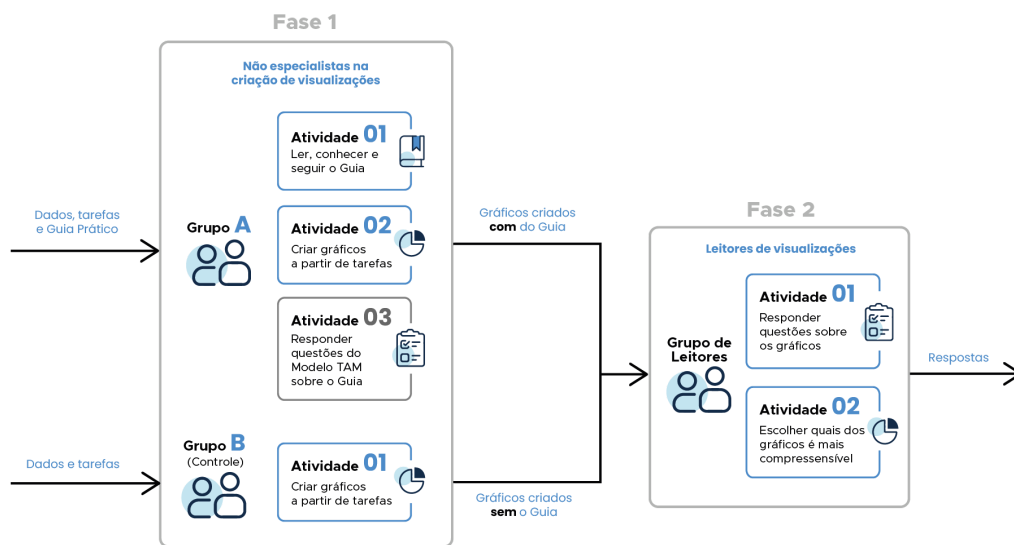 Fase 1
Não especialistas na
criação de visualizações
Dados, tarefas
e Guia Prático
Grupo A
Atividade 01
Ler, conhecer e
seguir o Guia
Atividade 02
Criar gráficos
a partir de tarefas
Atividade 03
Responder
questões do
Modelo TAM
sobre o Guia
Gráficos criados
com do Guia
Dados e tarefas
Grupo B
(Controle)
Atividade 01
Criar gráficos
a partir de tarefas
Gráficos criados
sem o Guia
Fase 2
Leitores de visualizações
Grupo de
Leitores
Atividade 01
Responder
questões sobre
os gráficos
Atividade 02
Escolher quais dos
gráficos é mais
compressensível
Respostas